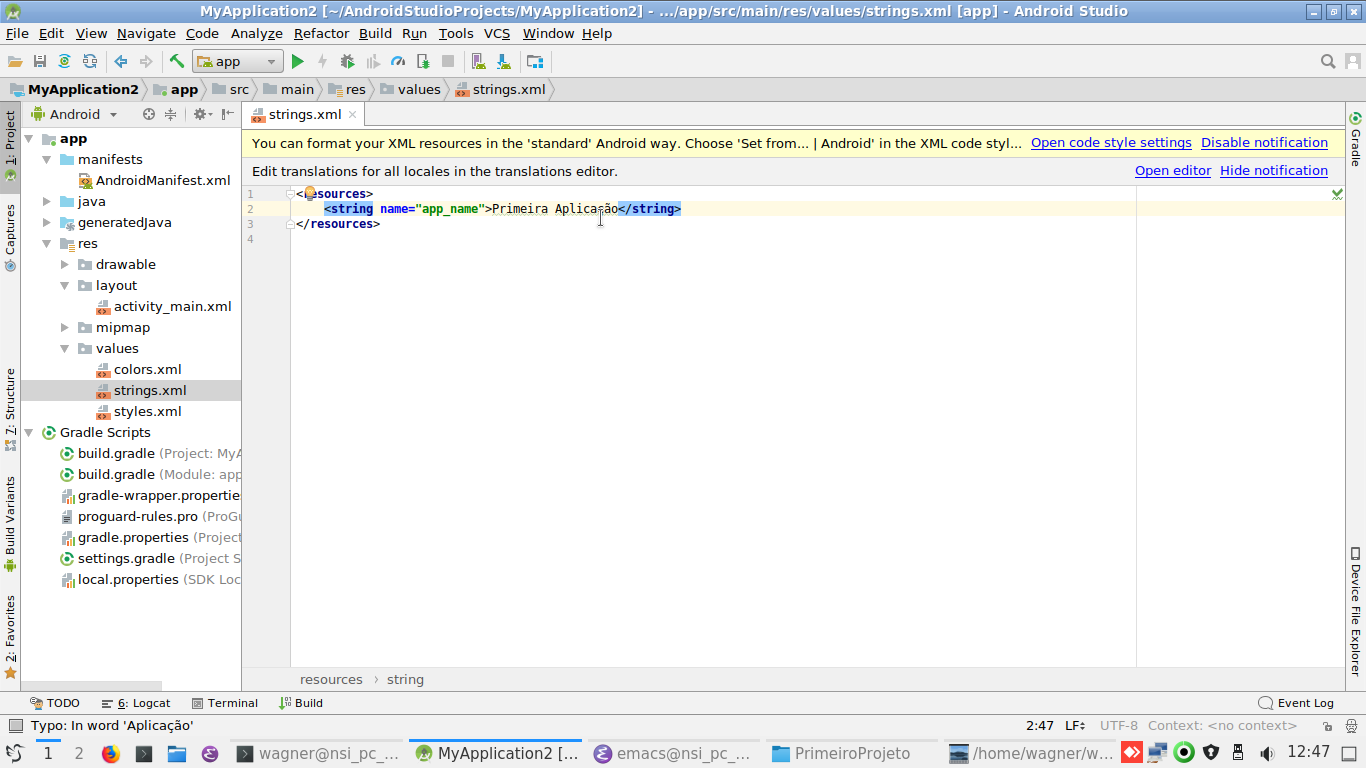 MyApplication2 [~/AndroidStudioProjects/MyApplication2] - .../app/src/main/res/values/strings.xml [app] - Android Studio
File Edit View Navigate Code Analyze Refactor Build Run Tools VCS Window Help
app
MyApplication2 app src main res values strings.xml
1: Project
Captures
7: Structure
Build Variants
2: Favorites
Android
app
manifests
AndroidManifest.xml
java
generatedJava
res
drawable
layout
activity_main.xml
mipmap
values
colors.xml
strings.xml
styles.xml
Gradle Scripts
build.gradle (Project: MyA
build.gradle (Module: app
gradle-wrapper.propertie
proguard-rules.pro (ProGu
gradle.properties (Project
settings.gradle (Project S
local.properties (SDK Loc
strings.xml
You can format your XML resources in the 'standard' Android way. Choose 'Set from... | Android' in the XML code styl... Open code style settings Disable notification
Edit translations for all locales in the translations editor. Open editor Hide notification
1 <resources>
2 <string name="app_name">Primeira Aplicação</string>
3 </resources>
4
resources › string
Gradle
Device File Explorer
TODO 6: Logcat Terminal Build Event Log
Typo: In word 'Aplicação' 2:47 LF UTF-8 Context: <no context>
1 2 wagner@nsi_pc_... MyApplication2 [... emacs@nsi_pc_... PrimeiroProjeto /home/wagner/w... 12:47